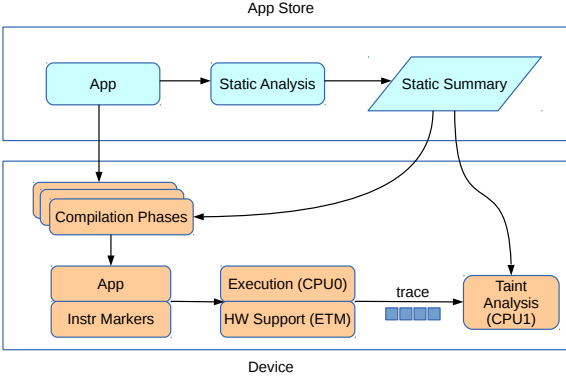 App Store
App
Static Analysis
Static Summary
Compilation Phases
App
Instr Markers
Execution (CPU0)
HW Support (ETM)
trace
Taint
Analysis
(CPU1)
Device